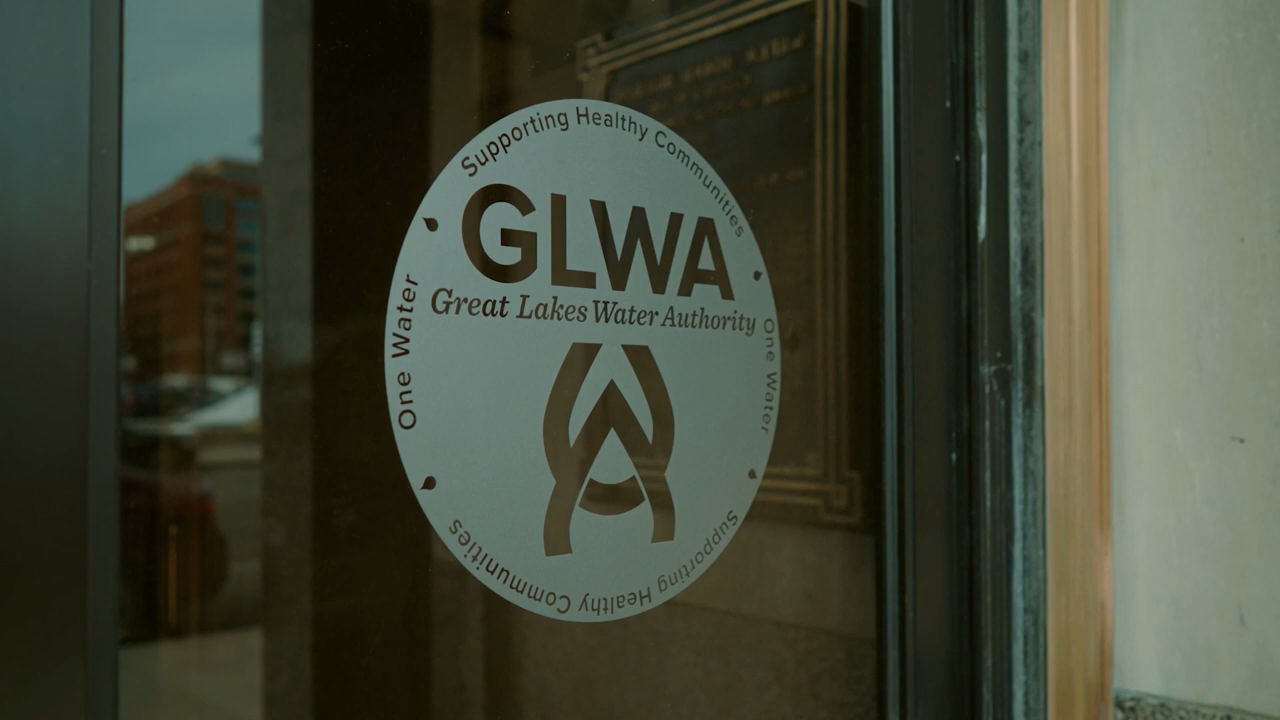 Supporting Healthy Communities
GLWA
Great Lakes Water Authority
One Water
One Water
Supporting Healthy Communities